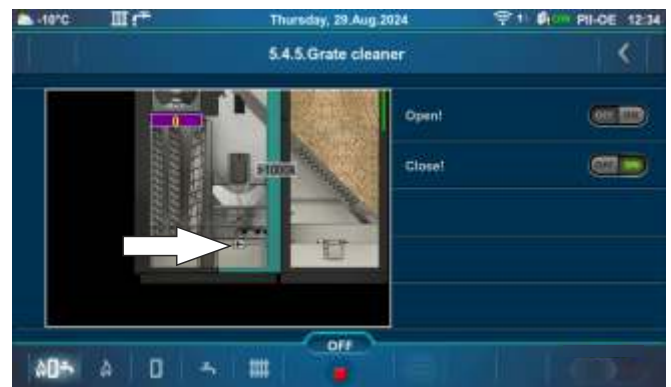 -10°C Thursday, 29.Aug.2024 PII-OE 12:34
5.4.5.Grate cleaner
0
Open! OFF ON
Close! OFF ON
OFF